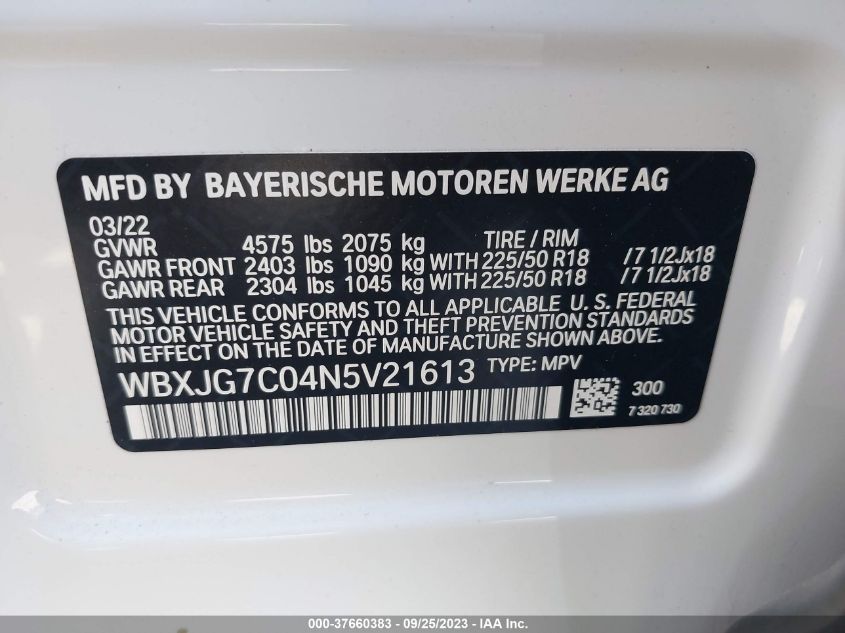 MFD BY BAYERISCHE MOTOREN WERKE AG
03/22 TIRE / RIM
GVWR 4575 lbs 2075 kg
GAWR FRONT 2403 lbs 1090 kg WITH 225/50 R18 /7 1/2Jx18
GAWR REAR 2304 lbs 1045 kg WITH 225/50 R18 /7 1/2Jx18
THIS VEHICLE CONFORMS TO ALL APPLICABLE U. S. FEDERAL
MOTOR VEHICLE SAFETY AND THEFT PREVENTION STANDARDS
IN EFFECT ON THE DATE OF MANUFACTURE SHOWN ABOVE.
WBXJG7C04N5V21613 TYPE: MPV
300
7 320 730
000-37660383 - 09/25/2023 - IAAI.COM